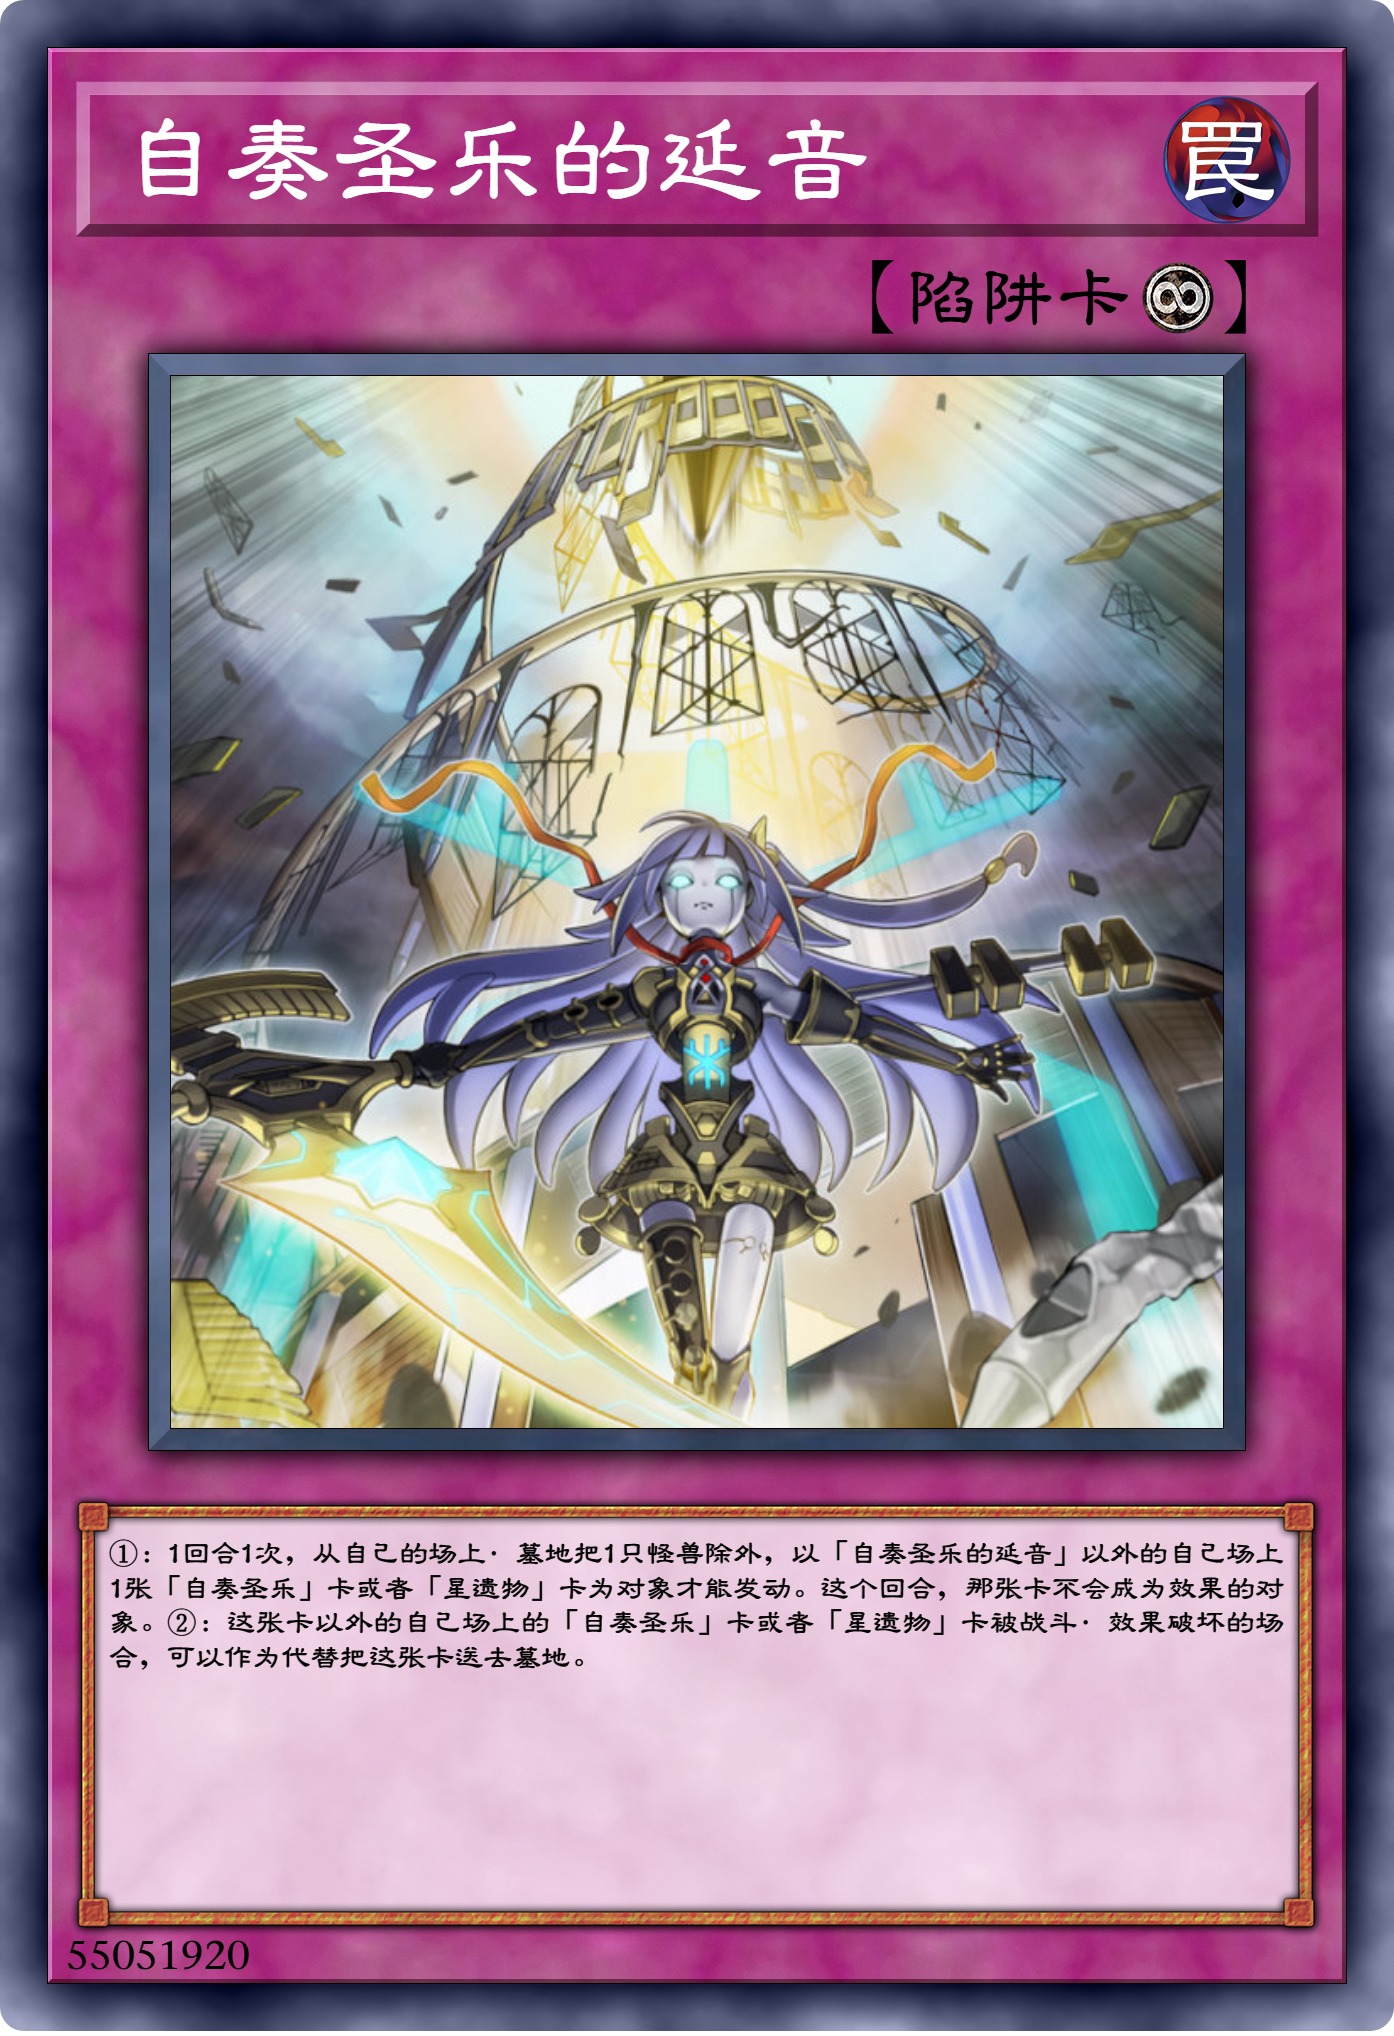 自奏圣乐的延音
罠
【陷阱卡】
①：1回合1次，从自己的场上·墓地把1只怪兽除外，以「自奏圣乐的延音」以外的自己场上
1张「自奏圣乐」卡或者「星遗物」卡为对象才能发动。这个回合，那张卡不会成为效果的对
象。②：这张卡以外的自己场上的「自奏圣乐」卡或者「星遗物」卡被战斗·效果破坏的场
合，可以作为代替把这张卡送去墓地。
55051920